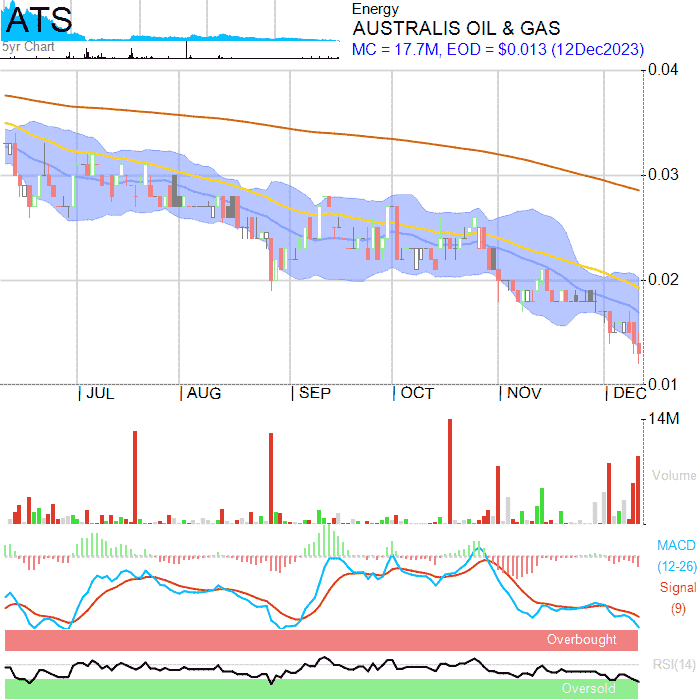 ATS
5yr Chart
Energy
AUSTRALIS OIL & GAS
MC = 17.7M, EOD = $0.013 (12Dec2023)
0.04
0.03
0.02
0.01
JUL AUG SEP OCT NOV DEC
14M
Volume
MACD
(12-26)
Signal
(9)
Overbought
RSI(14)
Oversold